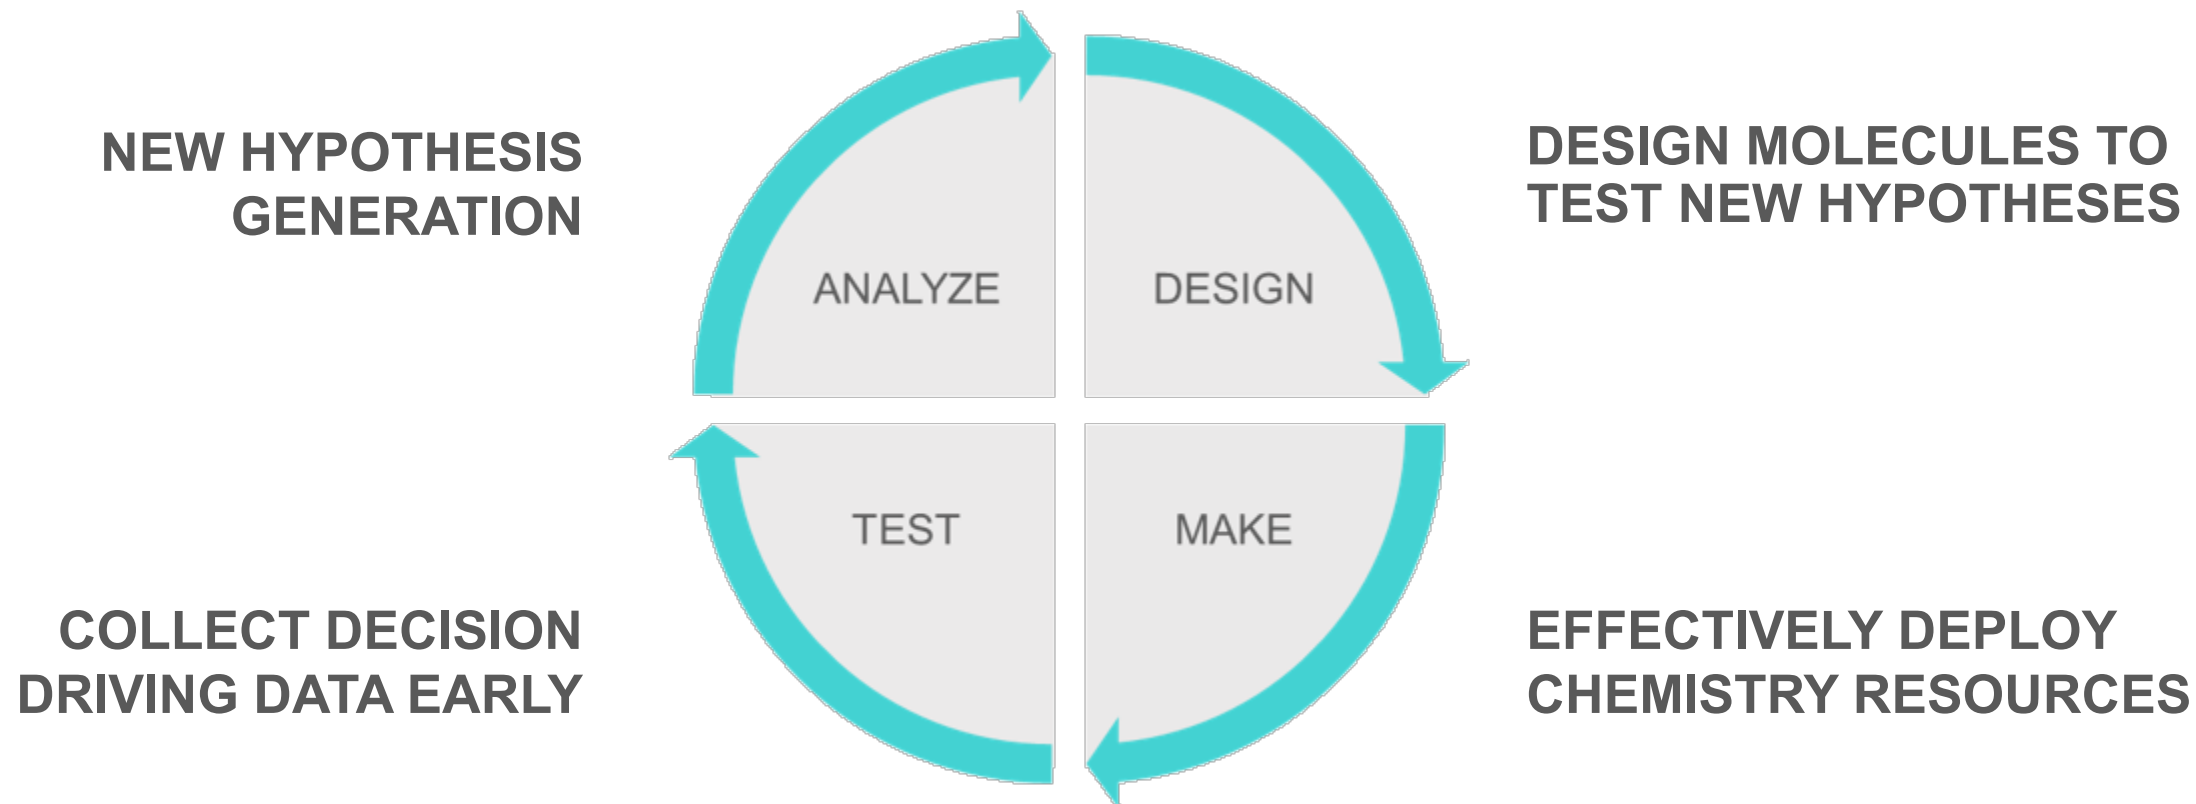 NEW HYPOTHESIS
GENERATION
DESIGN MOLECULES TO
TEST NEW HYPOTHESES
ANALYZE
DESIGN
TEST
MAKE
COLLECT DECISION
DRIVING DATA EARLY
EFFECTIVELY DEPLOY
CHEMISTRY RESOURCES